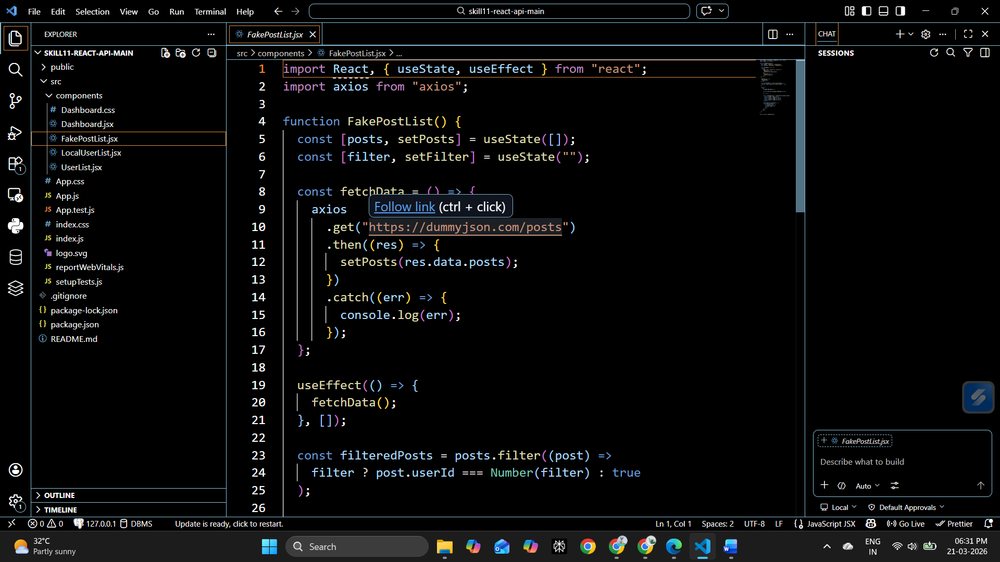 File Edit Selection View Go Run Terminal Help
skill11-react-api-main
EXPLORER
SKILL11-REACT-API-MAIN
public
src
components
# Dashboard.css
Dashboard.jsx
FakePostList.jsx
LocalUserList.jsx
UserList.jsx
# App.css
JS App.js
JS App.test.js
# index.css
JS index.js
logo.svg
JS reportWebVitals.js
JS setupTests.js
.gitignore
{} package-lock.json
{} package.json
README.md
OUTLINE
TIMELINE
FakePostList.jsx
src > components > FakePostList.jsx > ...
1 import React, { useState, useEffect } from "react";
2 import axios from "axios";
3
4 function FakePostList() {
5 const [posts, setPosts] = useState([]);
6 const [filter, setFilter] = useState("");
7
8 const fetchData = () => {
Follow link (ctrl + click)
9 axios
10 .get("https://dummyjson.com/posts")
11 .then((res) => {
12 setPosts(res.data.posts);
13 })
14 .catch((err) => {
15 console.log(err);
16 });
17 };
18
19 useEffect(() => {
20 fetchData();
21 }, []);
22
23 const filteredPosts = posts.filter((post) =>
24 filter ? post.userId === Number(filter) : true
25 );
26
CHAT
SESSIONS
FakePostList.jsx
Describe what to build
Auto
Local Default Approvals
0 0 127.0.0.1 DBMS Update is ready, click to restart.
Ln 1, Col 1 Spaces: 2 UTF-8 LF {} JavaScript JSX Go Live Prettier
32°C
Partly sunny
Search
ENG
IN
06:31 PM
21-03-2026